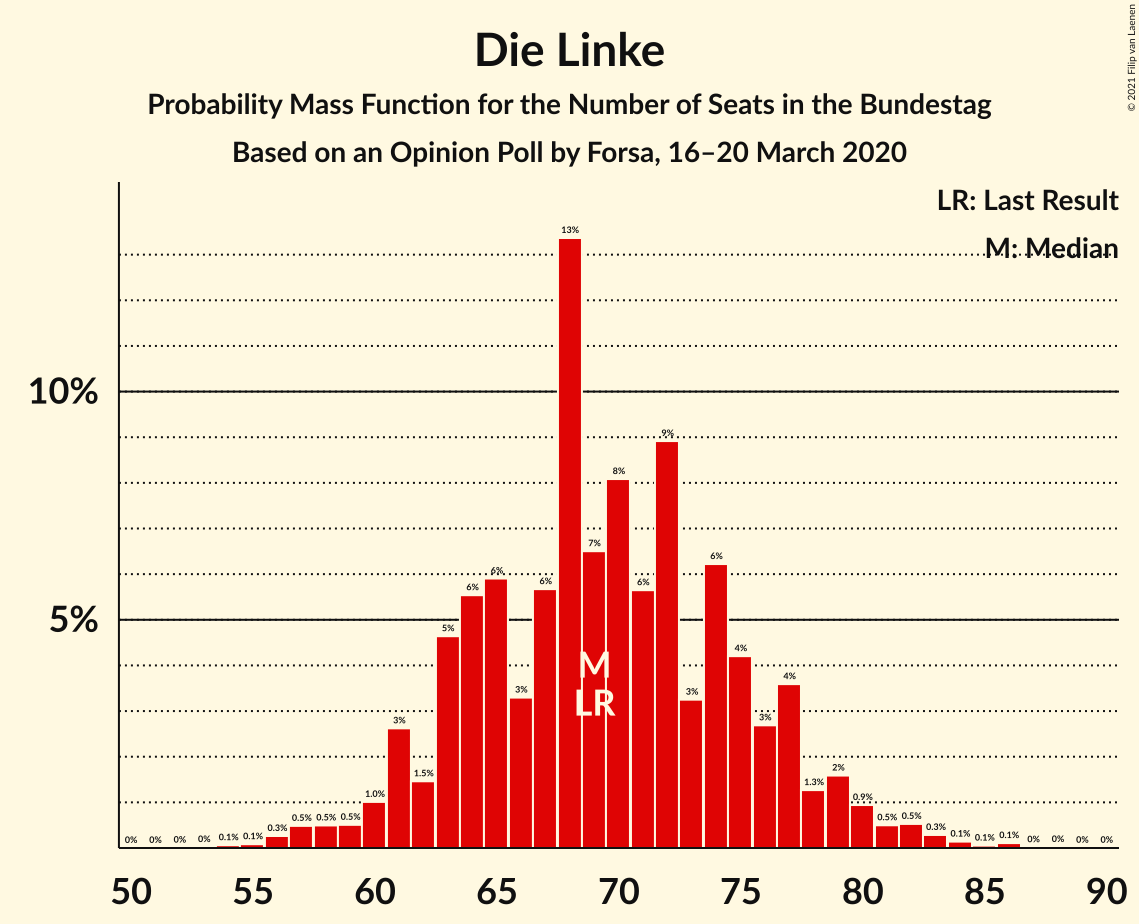 Die Linke
Probability Mass Function for the Number of Seats in the Bundestag
Based on an Opinion Poll by Forsa, 16–20 March 2020
© 2021 Filip van Laenen
LR: Last Result
M: Median
10%
5%
0% 0% 0% 0% 0.1% 0.1% 0.3% 0.5% 0.5% 0.5% 1.0% 3% 1.5% 5% 6% 6% 3% 6% 13% 7% 8% 6% 9% 3% 6% 4% 3% 4% 1.3% 2% 0.9% 0.5% 0.5% 0.3% 0.1% 0.1% 0.1% 0% 0% 0% 0%
M
LR
50 55 60 65 70 75 80 85 90